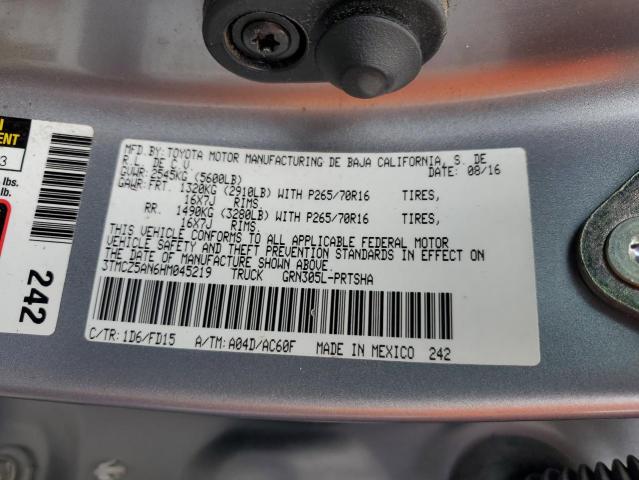 MFD.BY:TOYOTA MOTOR MANUFACTURING DE BAJA CALIFORNIA, S. DE
R.L. DE C.V. DATE: 08/16
GVWR:2545KG (5600LB)
GAWR:FRT. 1320KG (2910LB) WITH P265/70R16 TIRES,
16X7J RIMS.
RR. 1490KG (3280LB) WITH P265/70R16 TIRES,
16X7J RIMS.
THIS VEHICLE CONFORMS TO ALL APPLICABLE FEDERAL MOTOR
VEHICLE SAFETY AND THEFT PREVENTION STANDARDS IN EFFECT ON
THE DATE OF MANUFACTURE SHOWN ABOVE.
3TMCZ5AN6HM045219 TRUCK GRN305L-PRTSHA
C/TR:1D6/FD15 A/TM:A04D/AC60F MADE IN MEXICO 242
3
lbs.
lb.
242